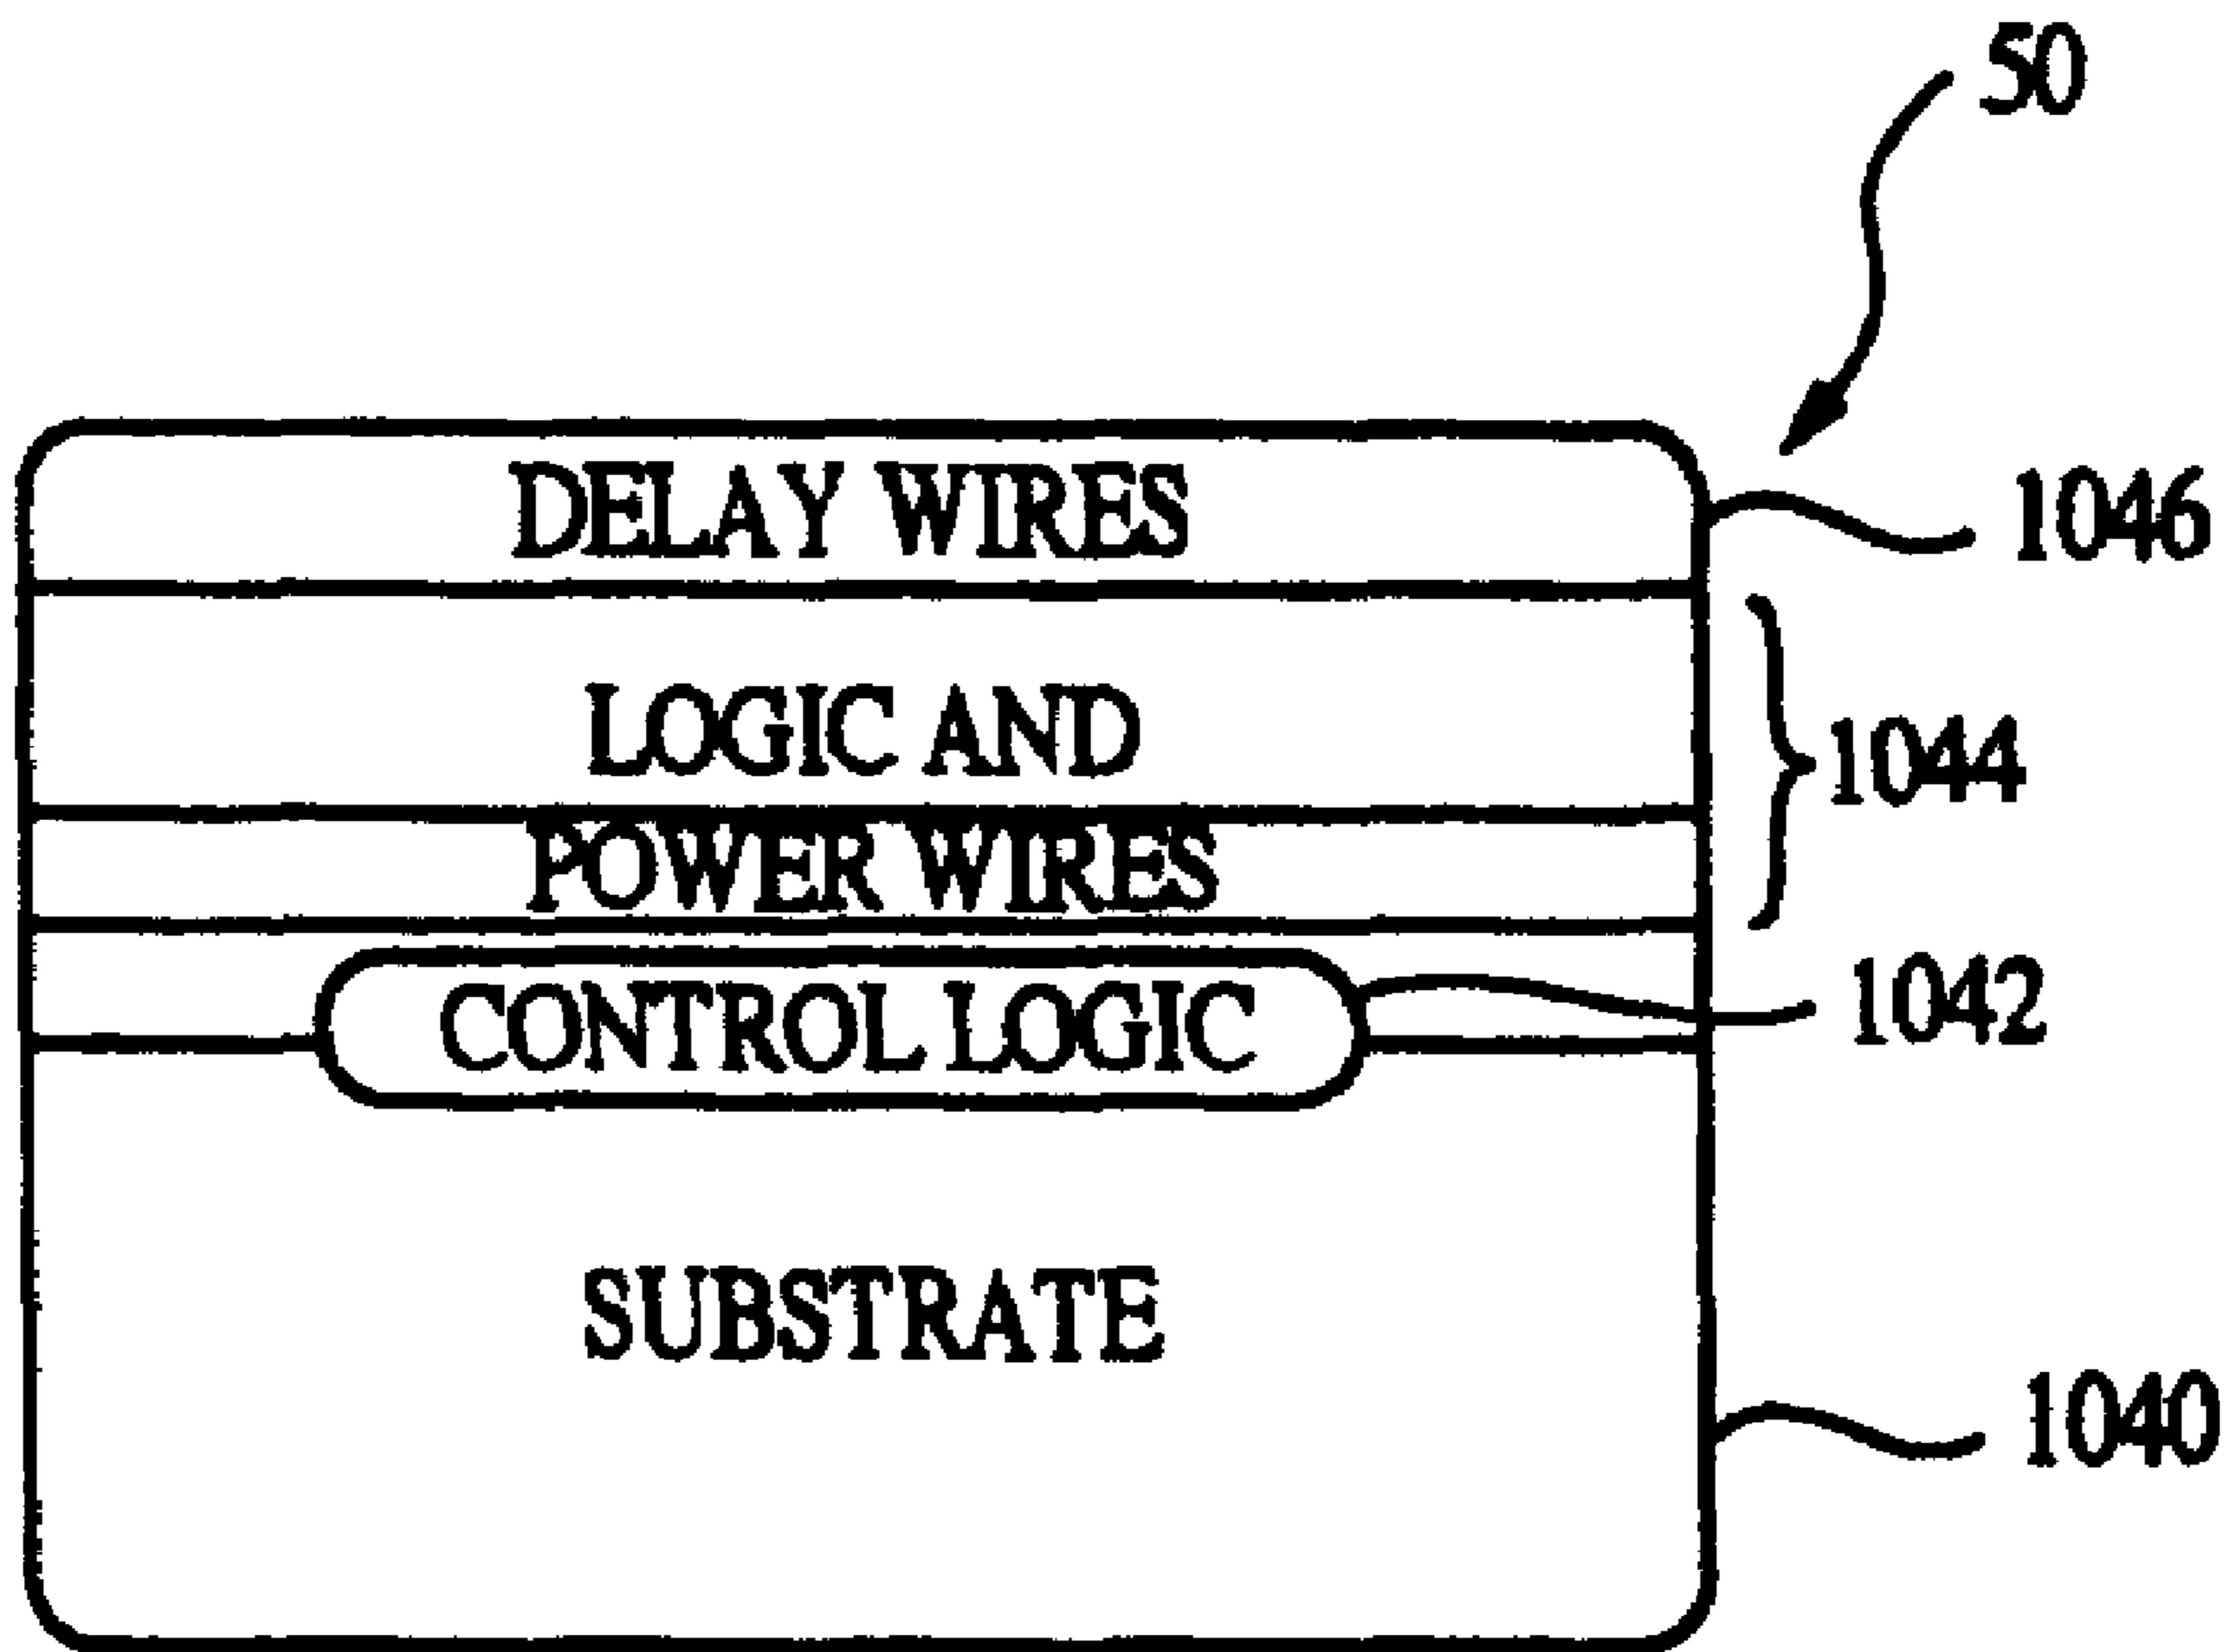 50
DELAY WIRES
1046
LOGIC AND
1044
POWER WIRES
CONTROL LOGIC
1042
SUBSTRATE
1040